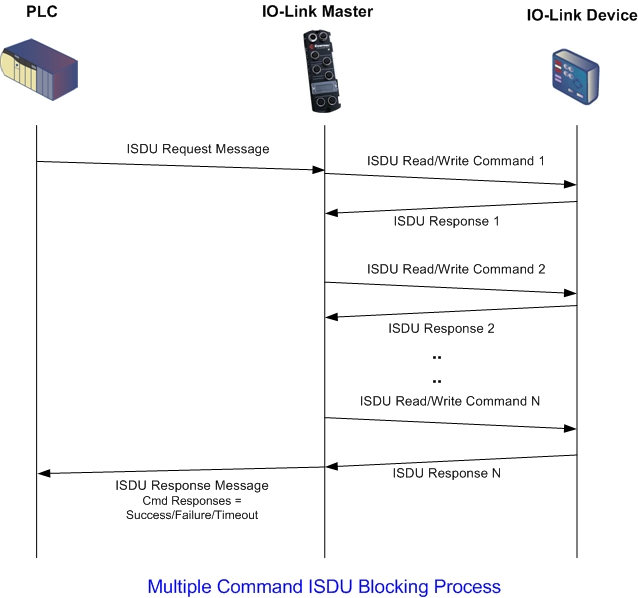 PLC
IO-Link Master
IO-Link Device
ISDU Request Message
ISDU Read/Write Command 1
ISDU Response 1
ISDU Read/Write Command 2
ISDU Response 2
..
..
ISDU Read/Write Command N
ISDU Response N
ISDU Response Message
Cmd Responses =
Success/Failure/Timeout
Multiple Command ISDU Blocking Process